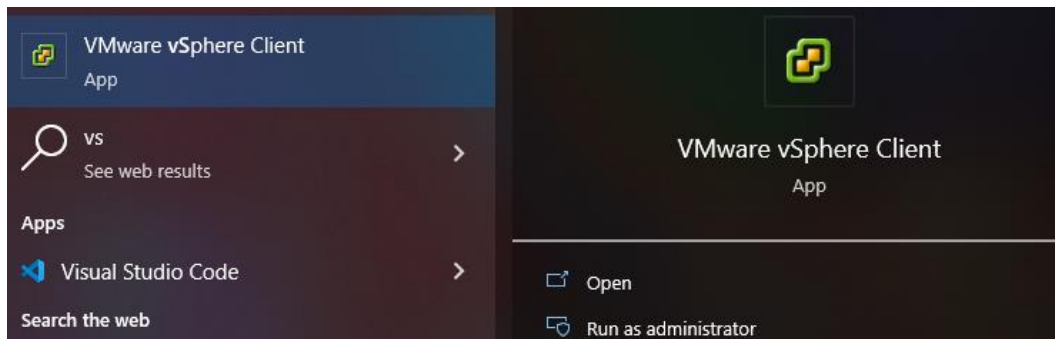 VMware vSphere Client
App
vs
See web results
Apps
Visual Studio Code
Search the web
VMware vSphere Client
App
Open
Run as administrator